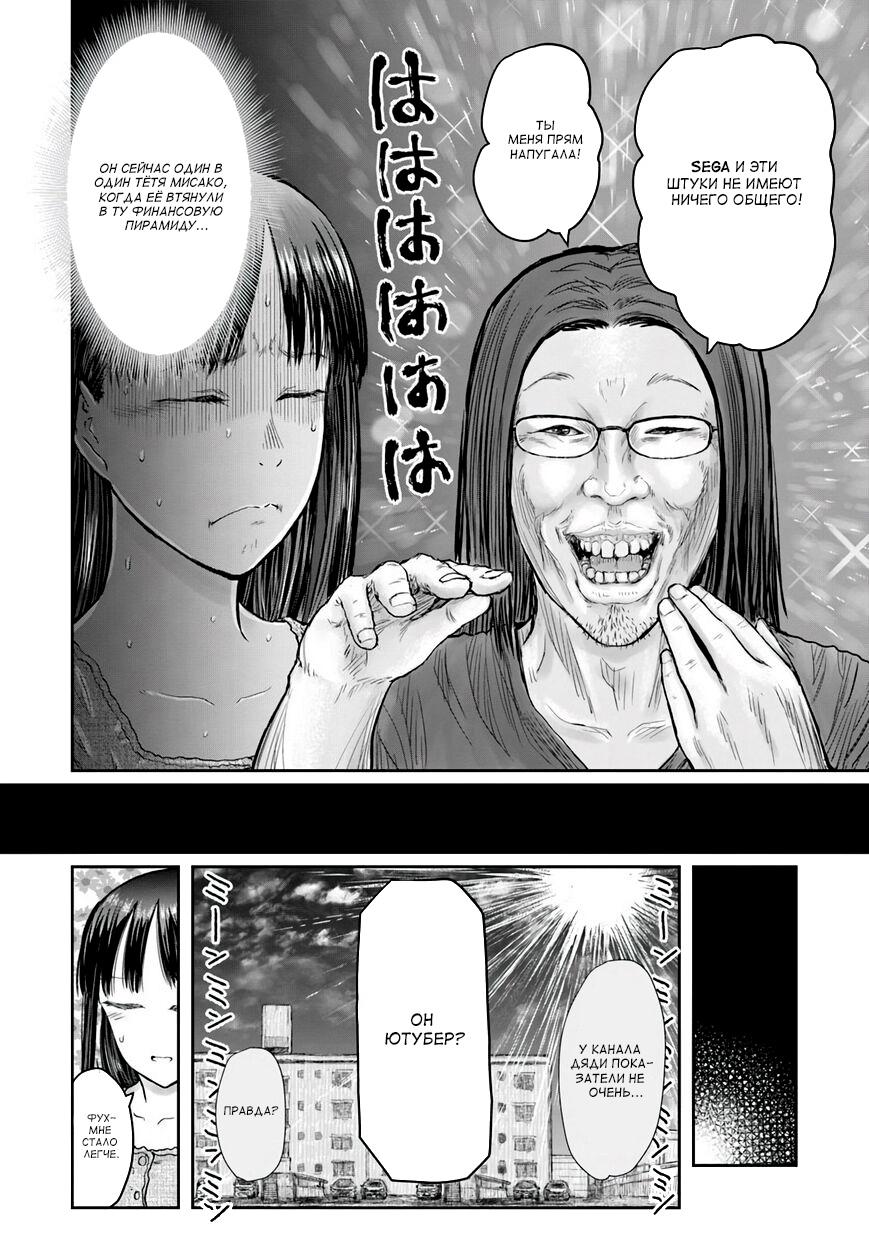 SEGA И ЭТИ
ШТУКИ НЕ ИМЕЮТ
НИЧЕГО ОБЩЕГО!
ТЫ
МЕНЯ ПРЯМ
НАПУГАЛА!
はははははは
ОН СЕЙЧАС ОДИН В
ОДИН ТЁТЯ МИСАКО,
КОГДА ЕЁ ВТЯНУЛИ
В ТУ ФИНАНСОВУЮ
ПИРАМИДУ...
У КАНАЛА
ДЯДИ ПОКА-
ЗАТЕЛИ НЕ
ОЧЕНЬ...
ОН
ЮТУБЕР?
ПРАВДА?
ФУХ-
МНЕ
СТАЛО
ЛЕГЧЕ.